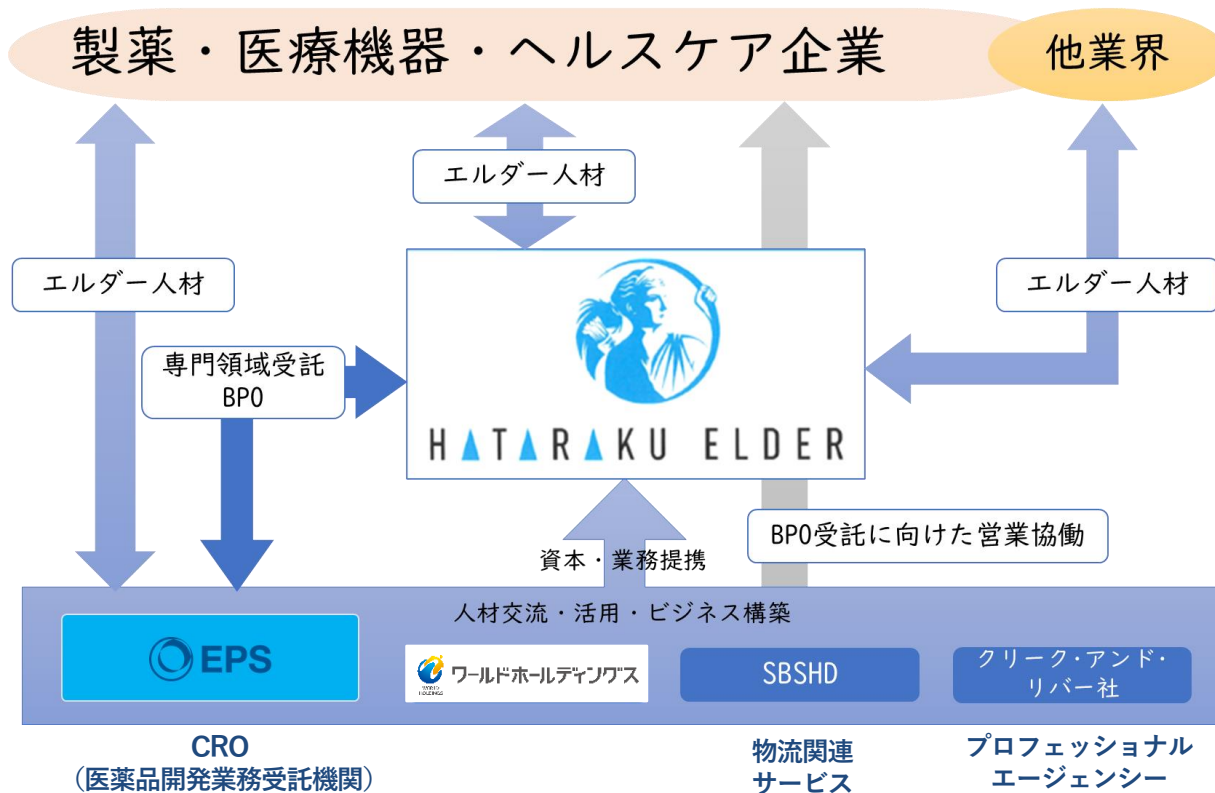 製薬・医療機器・ヘルスケア企業
他業界
エルダー人材
エルダー人材
エルダー人材
専門領域受託
BPO
HATARAKU ELDER
BPO受託に向けた営業協働
資本・業務提携
人材交流・活用・ビジネス構築
EPS
WORLD
HOLDINGS
ワールドホールディングス
SBSHD
クリーク・アンド・
リバー社
CRO
（医薬品開発業務受託機関）
物流関連
サービス
プロフェッショナル
エージェンシー